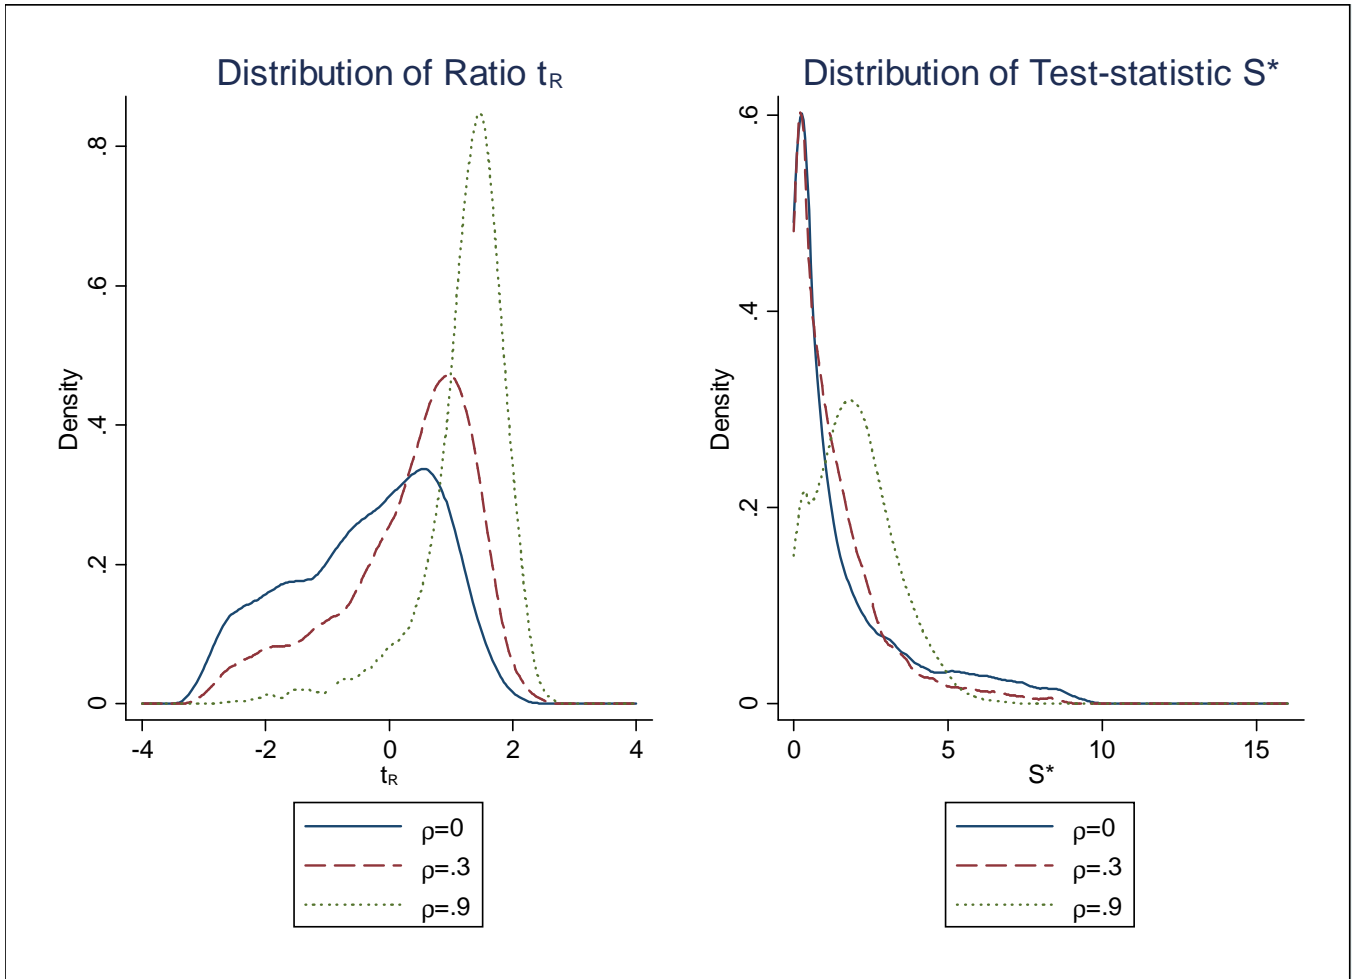 Distribution of Ratio tR
Density
0
.2
.4
.6
.8
-4 -2 0 2 4
tR
ρ=0
ρ=.3
ρ=.9
Distribution of Test-statistic S*
Density
0
.2
.4
.6
0 5 10 15
S*
ρ=0
ρ=.3
ρ=.9